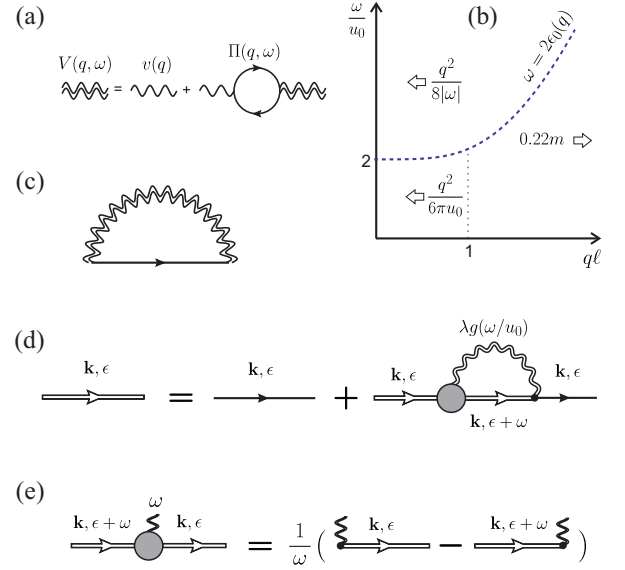 (a)
V(q, ω) = v(q) + Π(q, ω)
(b)
ω/u₀
q²/8|ω|
ω = 2ϵ₀(q)
0.22m
2
q²/6πu₀
1
qℓ
(c)
(d)
λg(ω/u₀)
k, ϵ = k, ϵ + k, ϵ k, ϵ
k, ϵ + ω
(e)
ω
k, ϵ + ω k, ϵ = 1/ω ( k, ϵ − k, ϵ + ω )